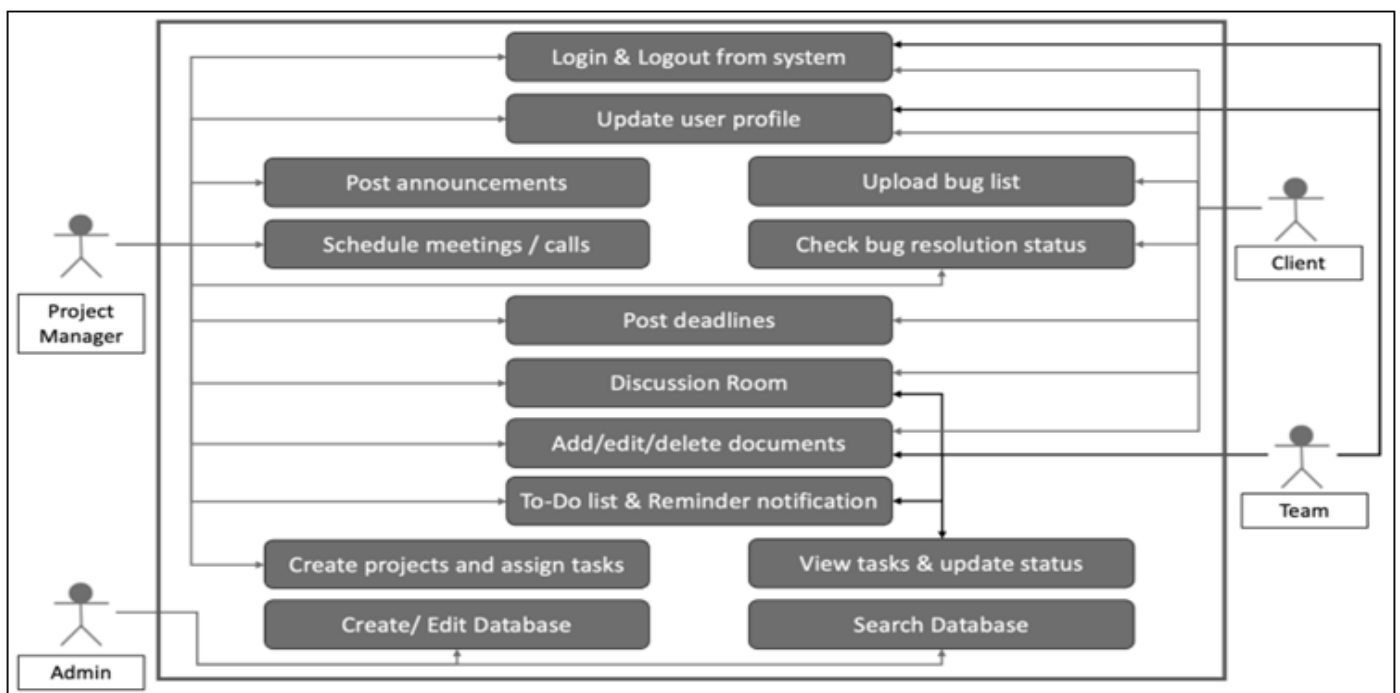 Login & Logout from system
Update user profile
Post announcements
Upload bug list
Schedule meetings / calls
Check bug resolution status
Client
Project
Manager
Post deadlines
Discussion Room
Add/edit/delete documents
To-Do list & Reminder notification
Team
Create projects and assign tasks
View tasks & update status
Create/ Edit Database
Search Database
Admin